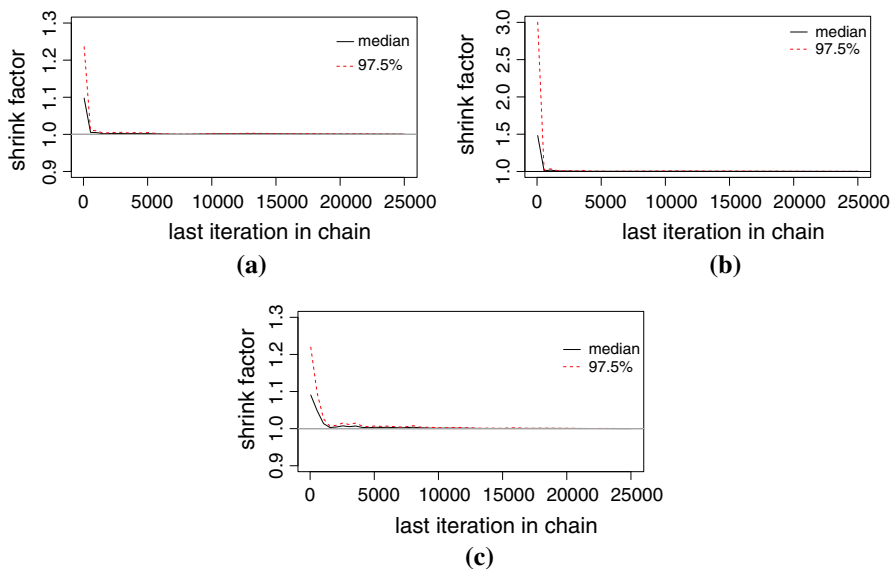 shrink factor
0.9 1.0 1.1 1.2 1.3
median
97.5%
0 5000 10000 15000 20000 25000
last iteration in chain
(a)
shrink factor
1.0 1.5 2.0 2.5 3.0
median
97.5%
0 5000 10000 15000 20000 25000
last iteration in chain
(b)
shrink factor
0.9 1.0 1.1 1.2 1.3
median
97.5%
0 5000 10000 15000 20000 25000
last iteration in chain
(c)